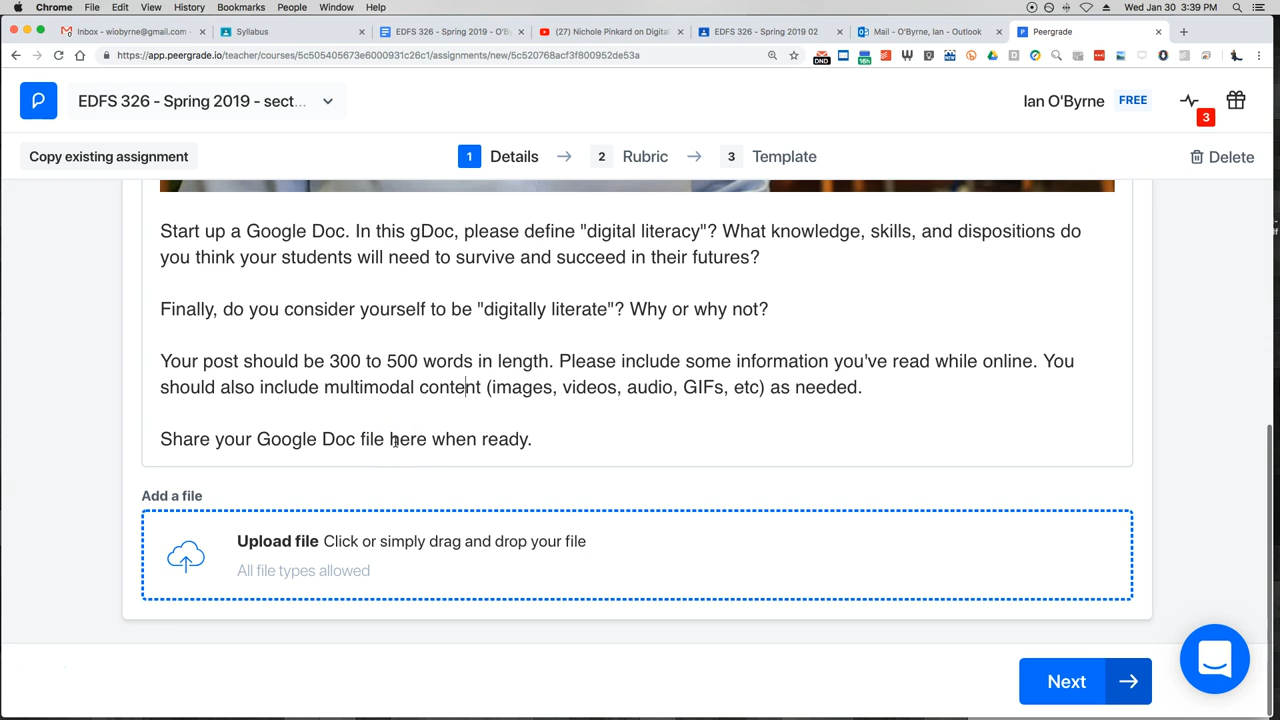 Chrome File Edit View History Bookmarks People Window Help Wed Jan 30 3:39 PM
Inbox - wiobyrne@gmail.com - Syllabus EDFS 326 - Spring 2019 - O'B (27) Nichole Pinkard on Digital EDFS 326 - Spring 2019 02 Mail - O'Byrne, Ian - Outlook Peergrade
https://app.peergrade.io/teacher/courses/5c505405673e6000931c26c1/assignments/new/5c520768acf3f800952de53a
EDFS 326 - Spring 2019 - sect... Ian O'Byrne FREE 3
Copy existing assignment 1 Details 2 Rubric 3 Template Delete
Start up a Google Doc. In this gDoc, please define "digital literacy"? What knowledge, skills, and dispositions do
you think your students will need to survive and succeed in their futures?
Finally, do you consider yourself to be "digitally literate"? Why or why not?
Your post should be 300 to 500 words in length. Please include some information you've read while online. You
should also include multimodal content (images, videos, audio, GIFs, etc) as needed.
Share your Google Doc file here when ready.
Add a file
Upload file Click or simply drag and drop your file
All file types allowed
Next